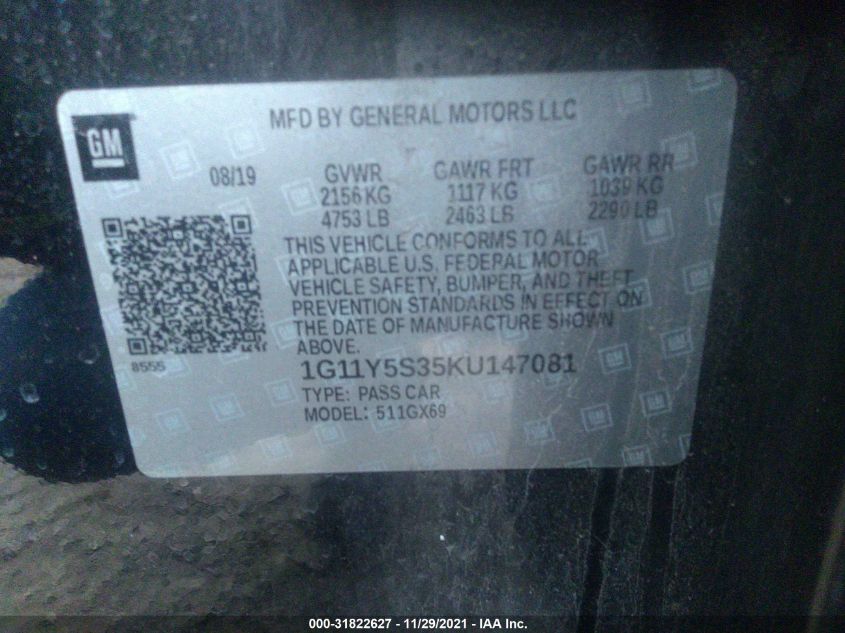 MFD BY GENERAL MOTORS LLC
GM
08/19
GVWR GAWR FRT GAWR RR
2156 KG 1117 KG 1039 KG
4753 LB 2463 LB 2290 LB
THIS VEHICLE CONFORMS TO ALL
APPLICABLE U.S. FEDERAL MOTOR
VEHICLE SAFETY, BUMPER, AND THEFT
PREVENTION STANDARDS IN EFFECT ON
THE DATE OF MANUFACTURE SHOWN
ABOVE.
8555
1G11Y5S35KU147081
TYPE: PASS CAR
MODEL: 511GX69
000-31822627 - 11/29/2021 - IAA Inc.